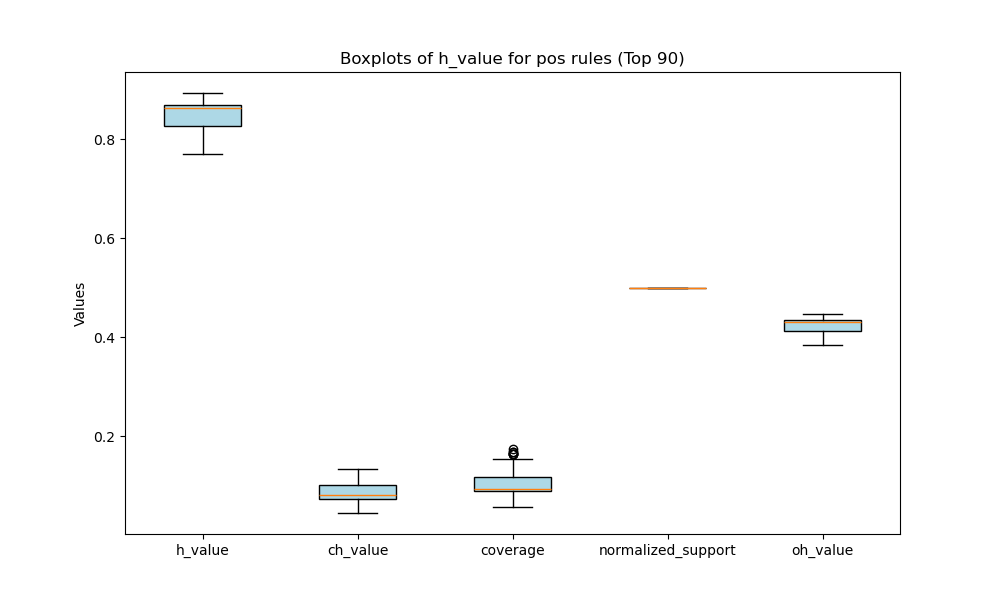 Boxplots of h_value for pos rules (Top 90)
Values
0.8
0.6
0.4
0.2
h_value
ch_value
coverage
normalized_support
oh_value